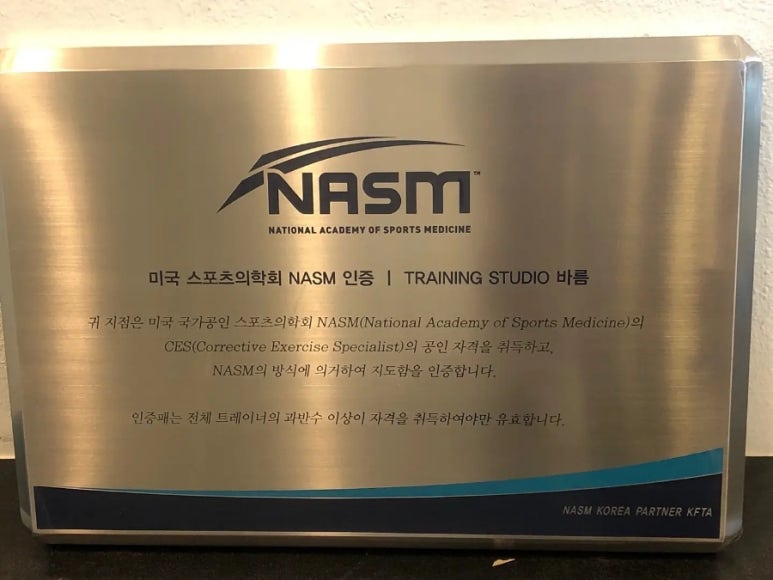 NASM™
NATIONAL ACADEMY OF SPORTS MEDICINE
미국 스포츠의학회 NASM 인증 | TRAINING STUDIO 바름
귀 지점은 미국 국가공인 스포츠의학회 NASM(National Academy of Sports Medicine)의
CES(Corrective Exercise Specialist)의 공인 자격을 취득하고,
NASM의 방식에 의거하여 지도함을 인증합니다.
인증패는 전체 트레이너의 과반수 이상이 자격을 취득하여야만 유효합니다.
NASM KOREA PARTNER KFTA